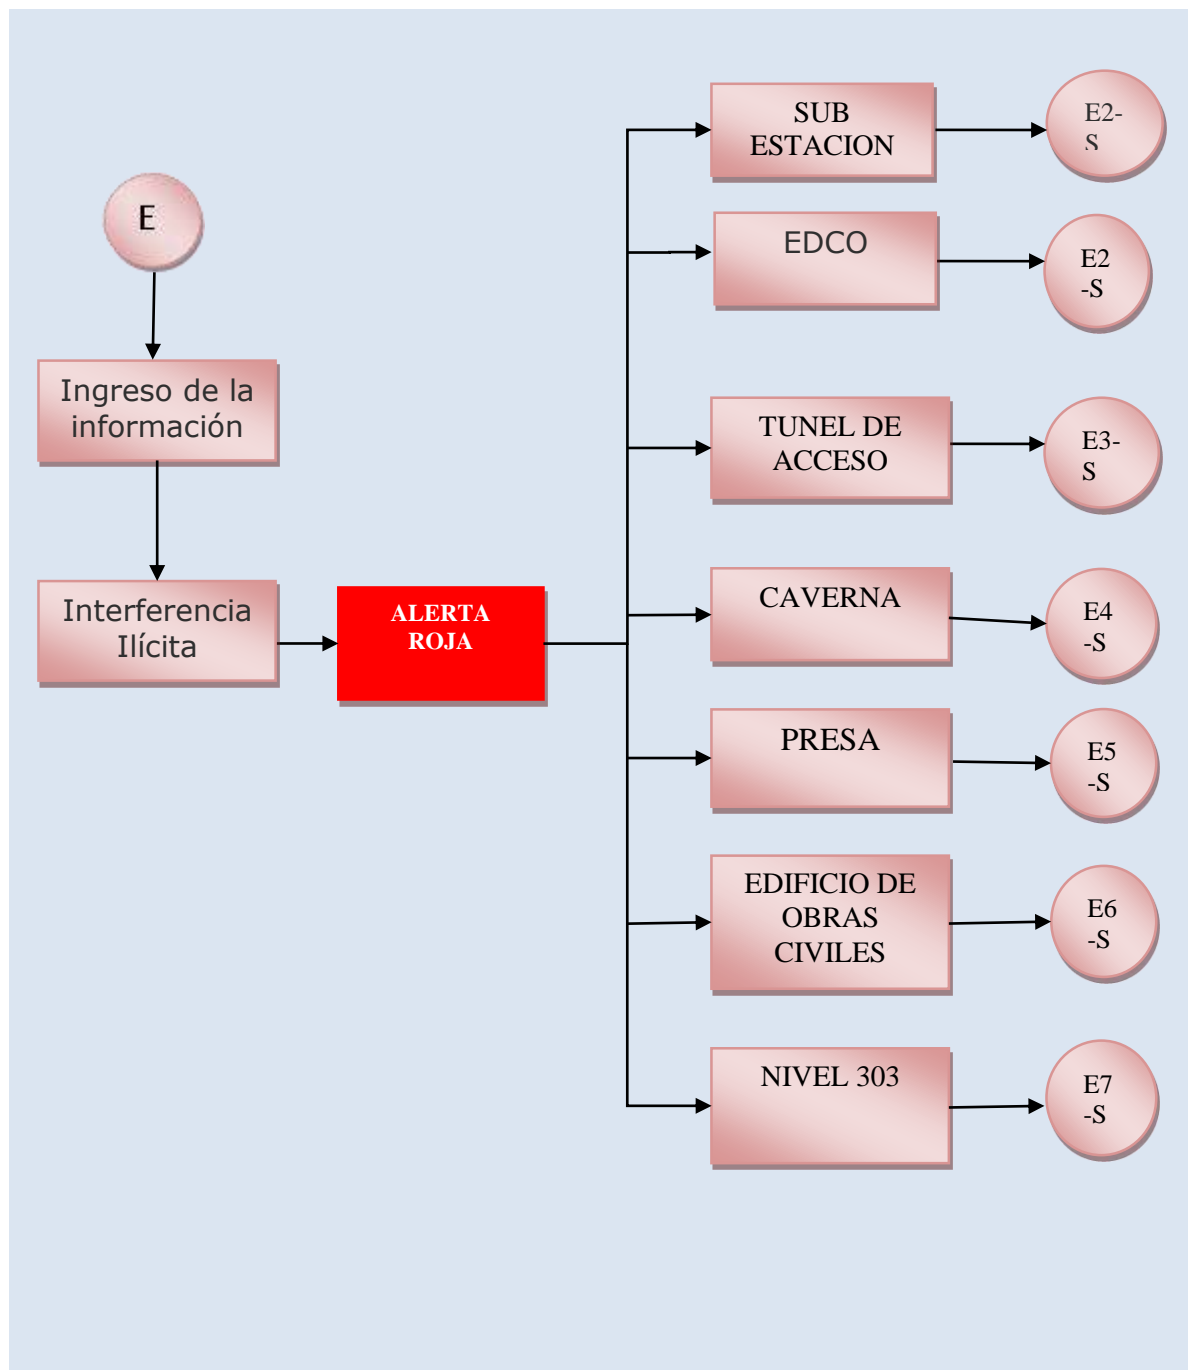 E
Ingreso de la
información
Interferencia
Ilícita
ALERTA
ROJA
SUB
ESTACION
E2-
S
EDCO
E2
-S
TUNEL DE
ACCESO
E3-
S
CAVERNA
E4
-S
PRESA
E5
-S
EDIFICIO DE
OBRAS
CIVILES
E6
-S
NIVEL 303
E7
-S